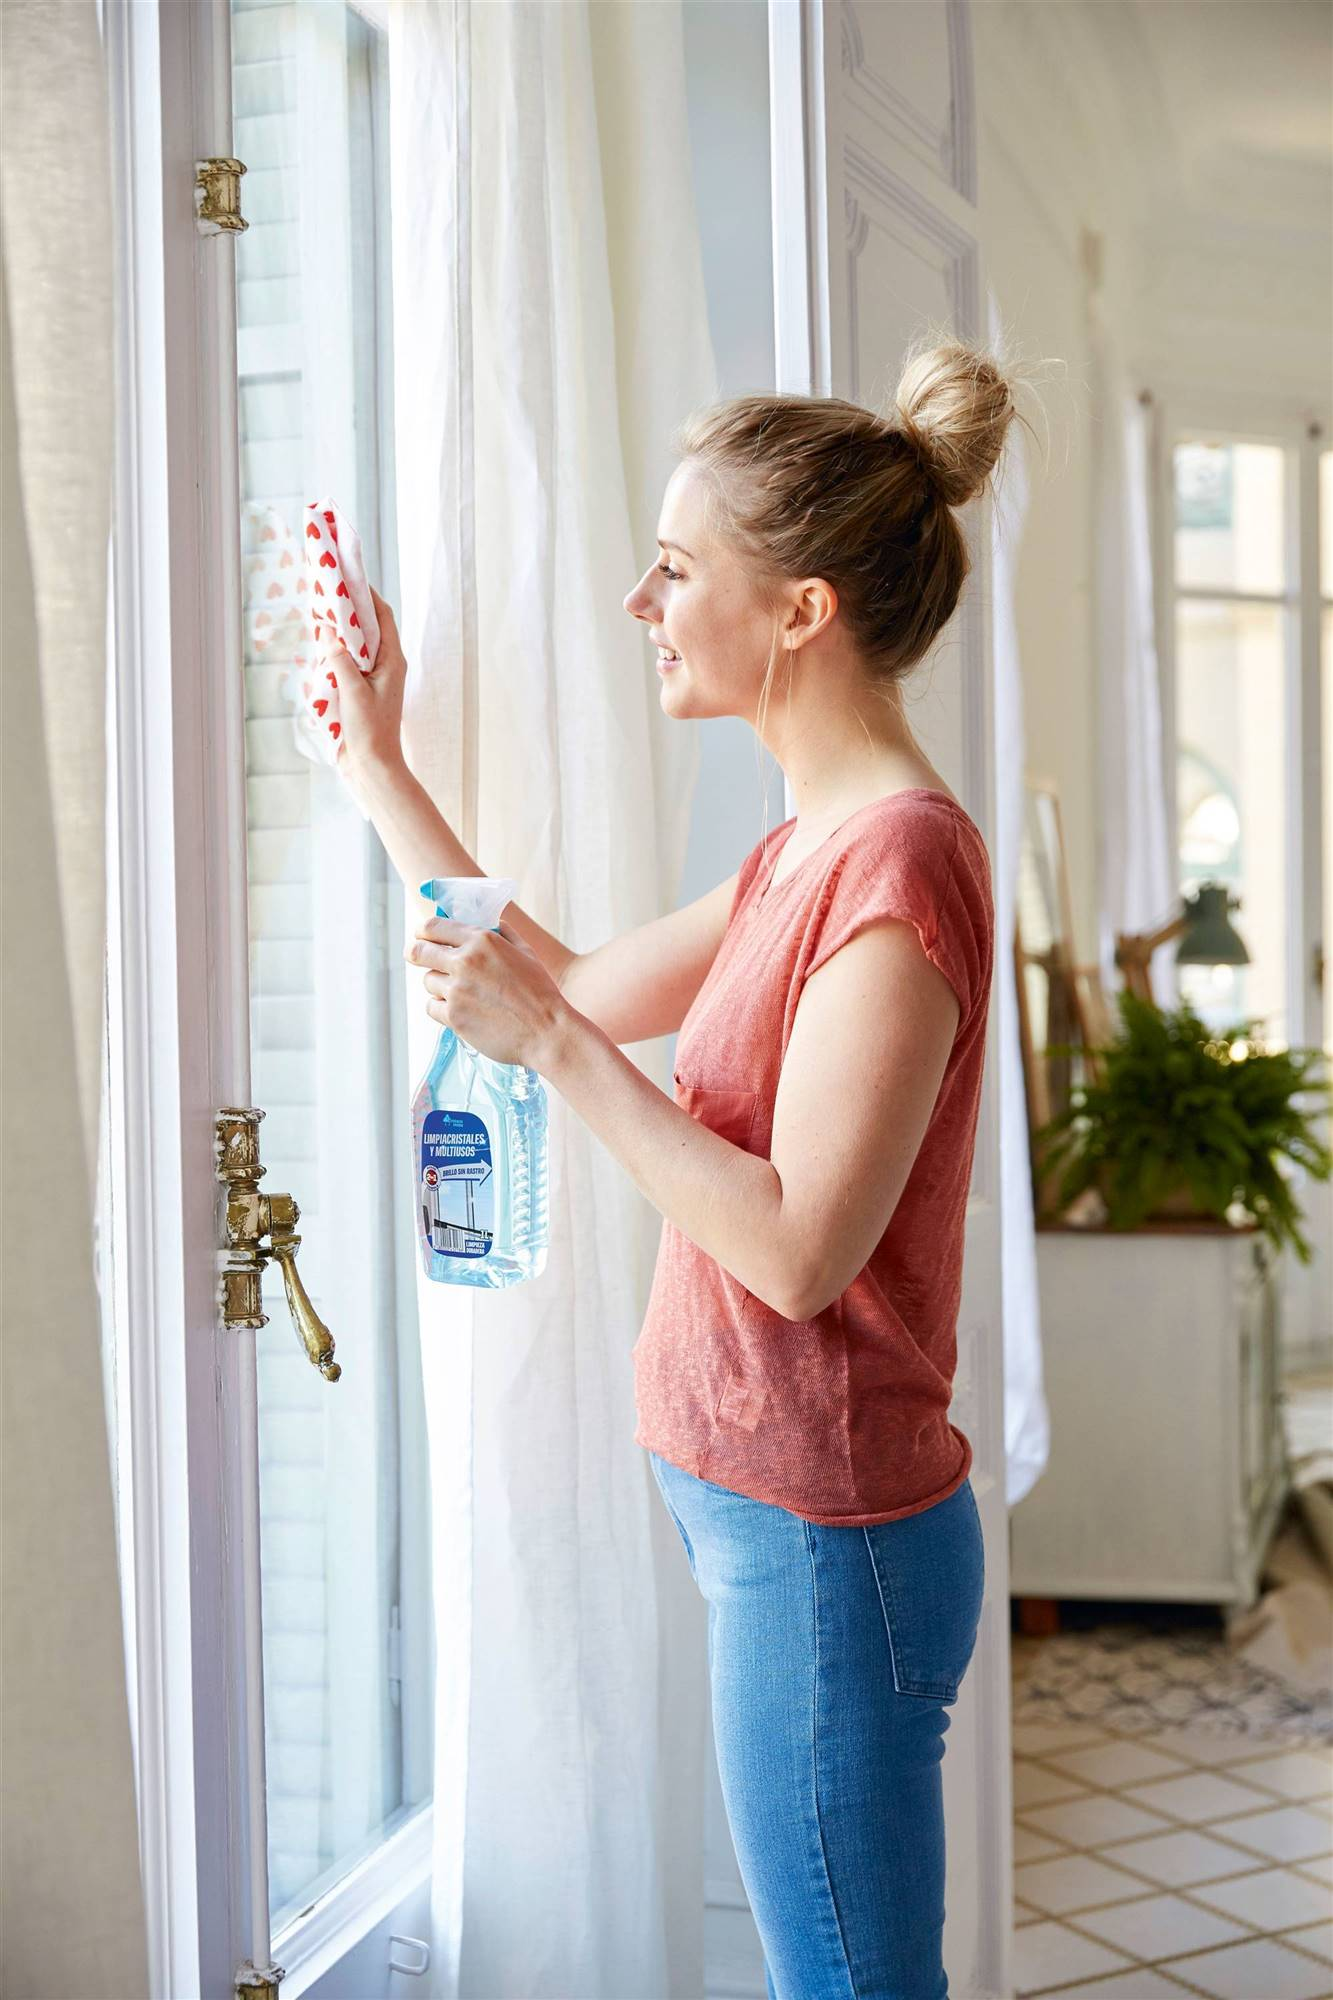 LIMPIACRISTALES
Y MULTIUSOS
BRILLO SIN RASTRO
LIMPIEZA
DURADERA